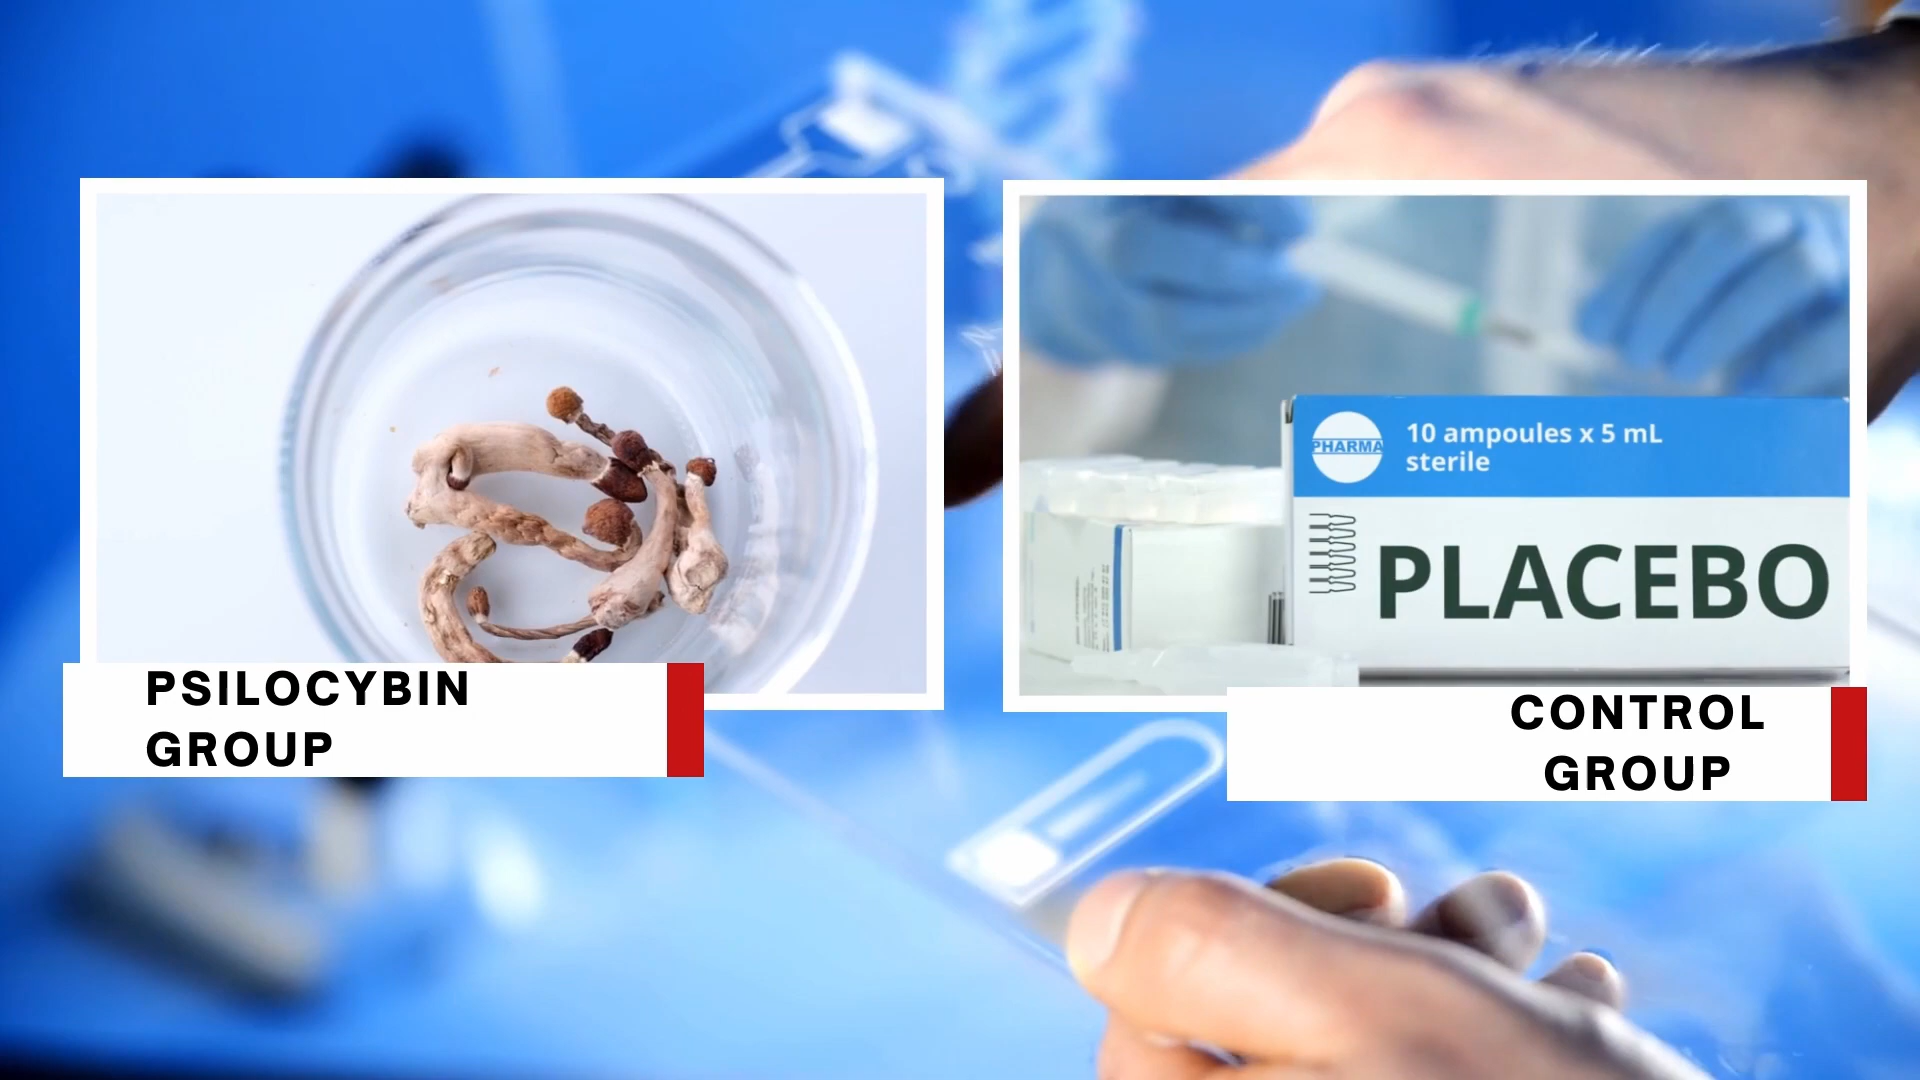 PHARMA
10 ampoules x 5 mL
sterile
PLACEBO
PSILOCYBIN
GROUP
CONTROL
GROUP